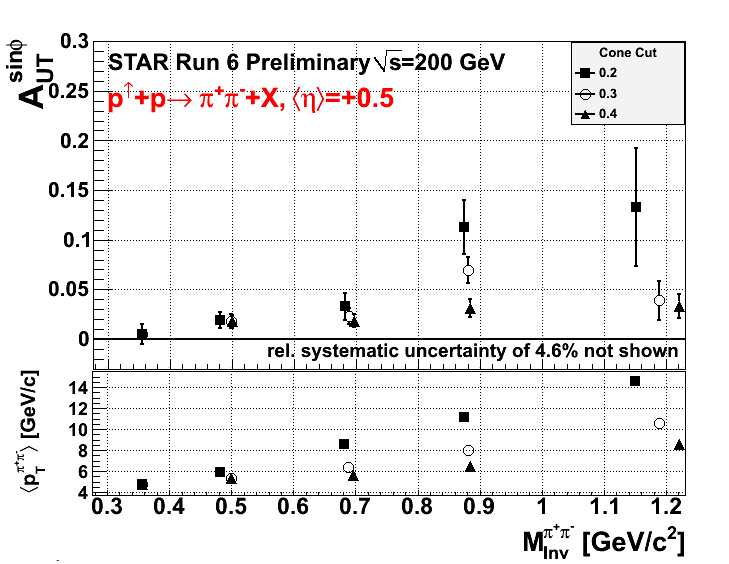 A_UT^sinϕ
0.3
0.25
0.2
0.15
0.1
0.05
0
STAR Run 6 Preliminary √s=200 GeV
p↑+p→ π+π-+X, ⟨η⟩=+0.5
Cone Cut
0.2
0.3
0.4
rel. systematic uncertainty of 4.6% not shown
⟨p_T^π+π-⟩ [GeV/c]
14
12
10
8
6
4
0.3 0.4 0.5 0.6 0.7 0.8 0.9 1 1.1 1.2
M_Inv^π+π- [GeV/c²]